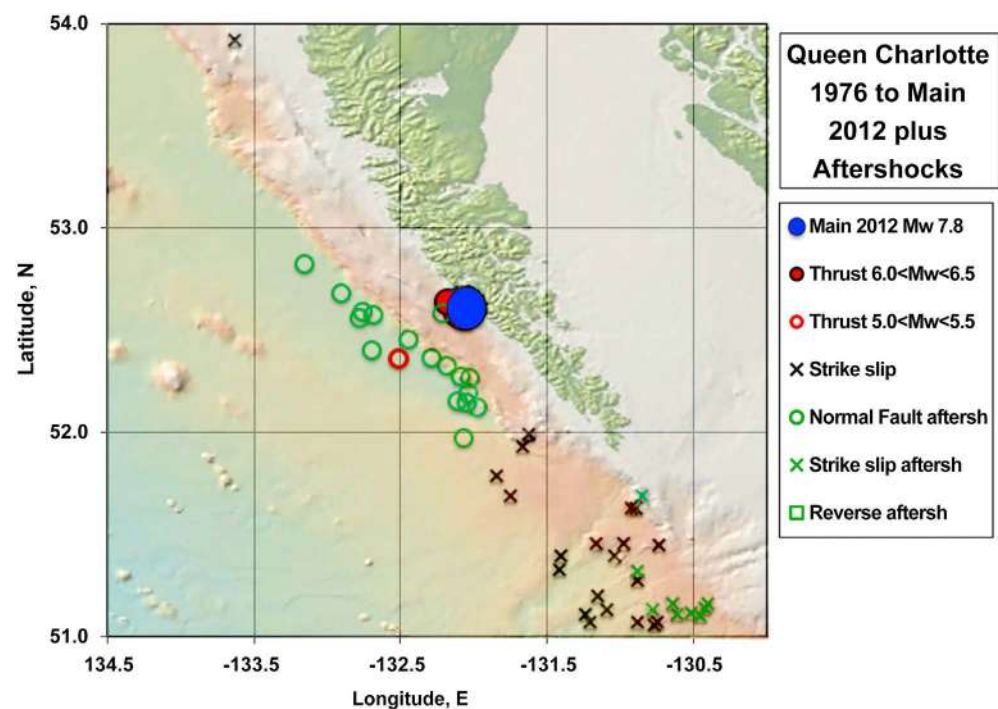 54.0
53.0
52.0
51.0
Latitude, N
134.5
-133.5
-132.5
-131.5
-130.5
Longitude, E
Queen Charlotte
1976 to Main
2012 plus
Aftershocks
Main 2012 Mw 7.8
Thrust 6.0<Mw<6.5
Thrust 5.0<Mw<5.5
Strike slip
Normal Fault aftersh
Strike slip aftersh
Reverse aftersh